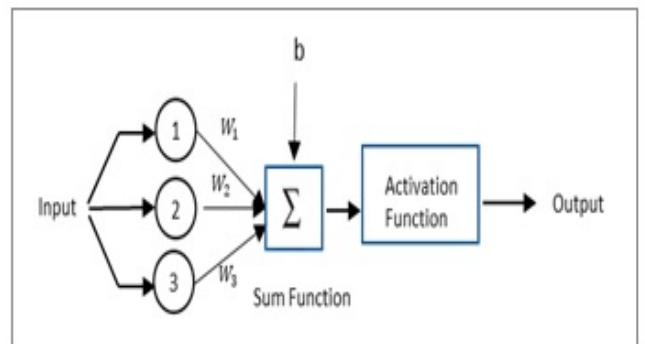 b
1
W₁
Input
2
W₂
∑
Activation
Function
Output
3
W₃
Sum Function